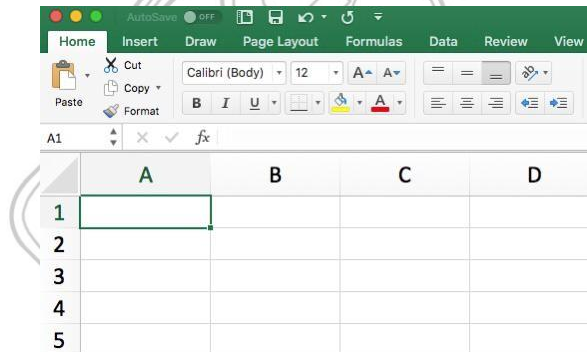 AutoSave OFF
Home Insert Draw Page Layout Formulas Data Review View
Cut
Copy
Paste
Format
Calibri (Body) 12 A A
B I U A
A1 fx
A B C D
1
2
3
4
5